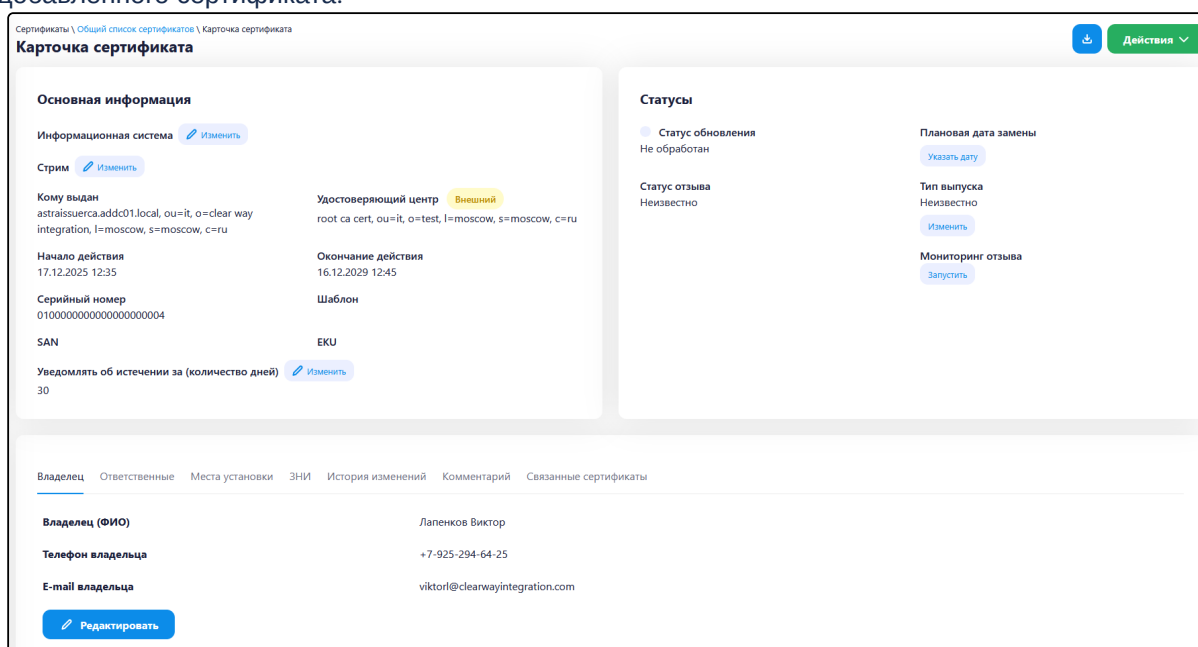 добавленного сертификата.
Сертификаты \ Общий список сертификатов \ Карточка сертификата
Карточка сертификата
Действия
Основная информация
Информационная система Изменить
Стрим Изменить
Кому выдан
astraissuerca.addc01.local, ou=it, o=clear way
integration, l=moscow, s=moscow, c=ru
Удостоверяющий центр Внешний
root ca cert, ou=it, o=test, l=moscow, s=moscow, c=ru
Начало действия
17.12.2025 12:35
Окончание действия
16.12.2029 12:45
Серийный номер
0100000000000000000004
Шаблон
SAN
EKU
Уведомлять об истечении за (количество дней) Изменить
30
Статусы
Статус обновления
Не обработан
Плановая дата замены
Указать дату
Статус отзыва
Неизвестно
Тип выпуска
Неизвестно
Изменить
Мониторинг отзыва
Запустить
Владелец Ответственные Места установки ЗНИ История изменений Комментарий Связанные сертификаты
Владелец (ФИО) Лапенков Виктор
Телефон владельца +7-925-294-64-25
E-mail владельца viktorl@clearwayintegration.com
Редактировать